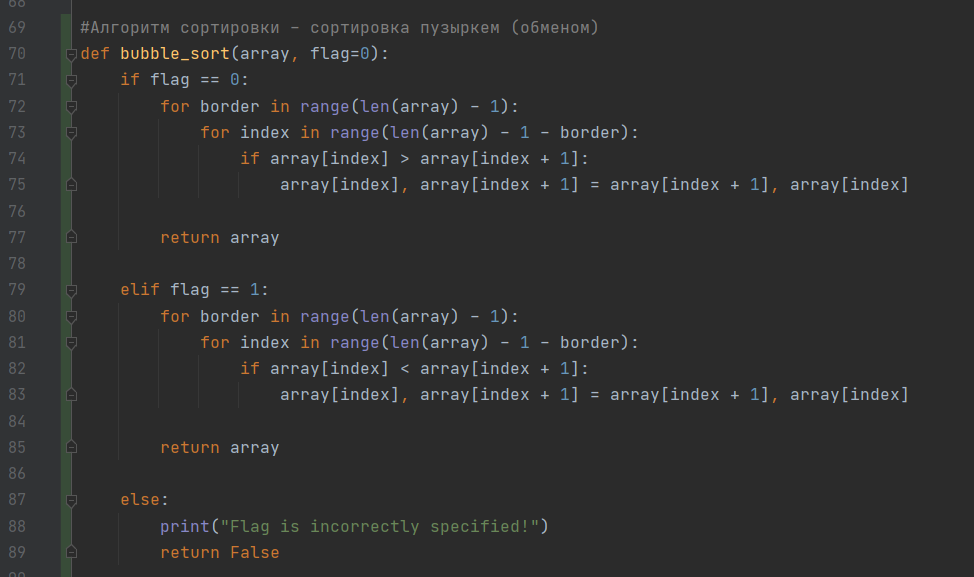 68
69 #Алгоритм сортировки - сортировка пузыркем (обменом)
70 def bubble_sort(array, flag=0):
71     if flag == 0:
72         for border in range(len(array) - 1):
73             for index in range(len(array) - 1 - border):
74                 if array[index] > array[index + 1]:
75                     array[index], array[index + 1] = array[index + 1], array[index]
76
77         return array
78
79     elif flag == 1:
80         for border in range(len(array) - 1):
81             for index in range(len(array) - 1 - border):
82                 if array[index] < array[index + 1]:
83                     array[index], array[index + 1] = array[index + 1], array[index]
84
85         return array
86
87     else:
88         print("Flag is incorrectly specified!")
89         return False